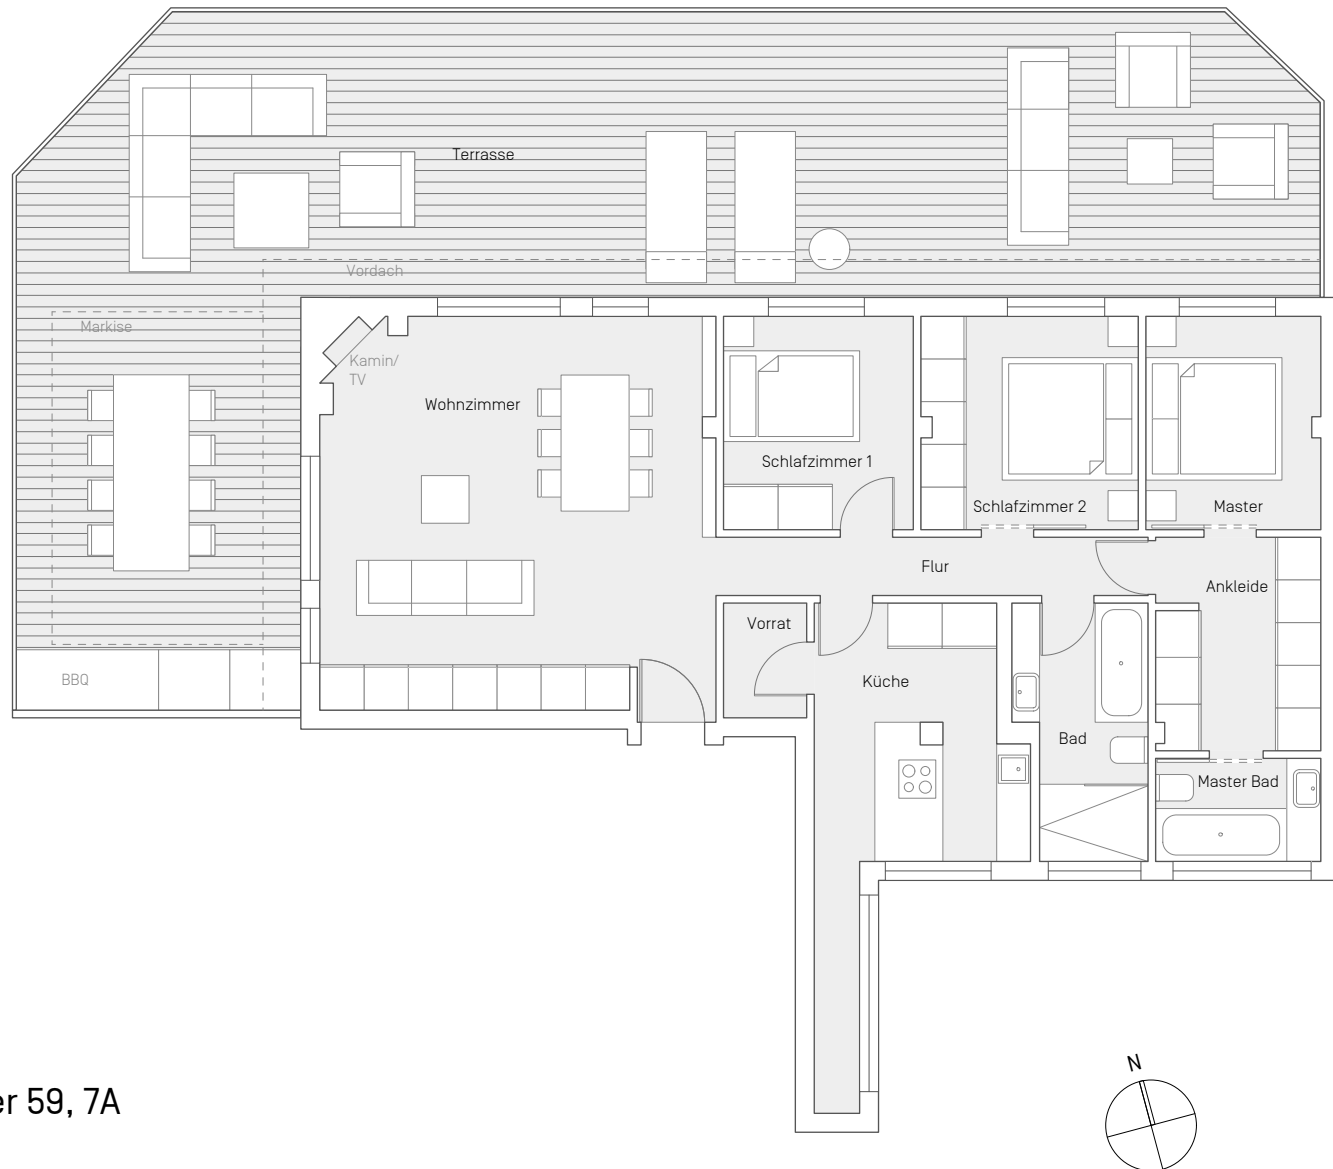 Terrasse
Vordach
Markise
Kamin/
TV
Wohnzimmer
Schlafzimmer 1
Schlafzimmer 2
Master
Flur
Ankleide
Vorrat
BBQ
Küche
Bad
Master Bad
N
er 59, 7A